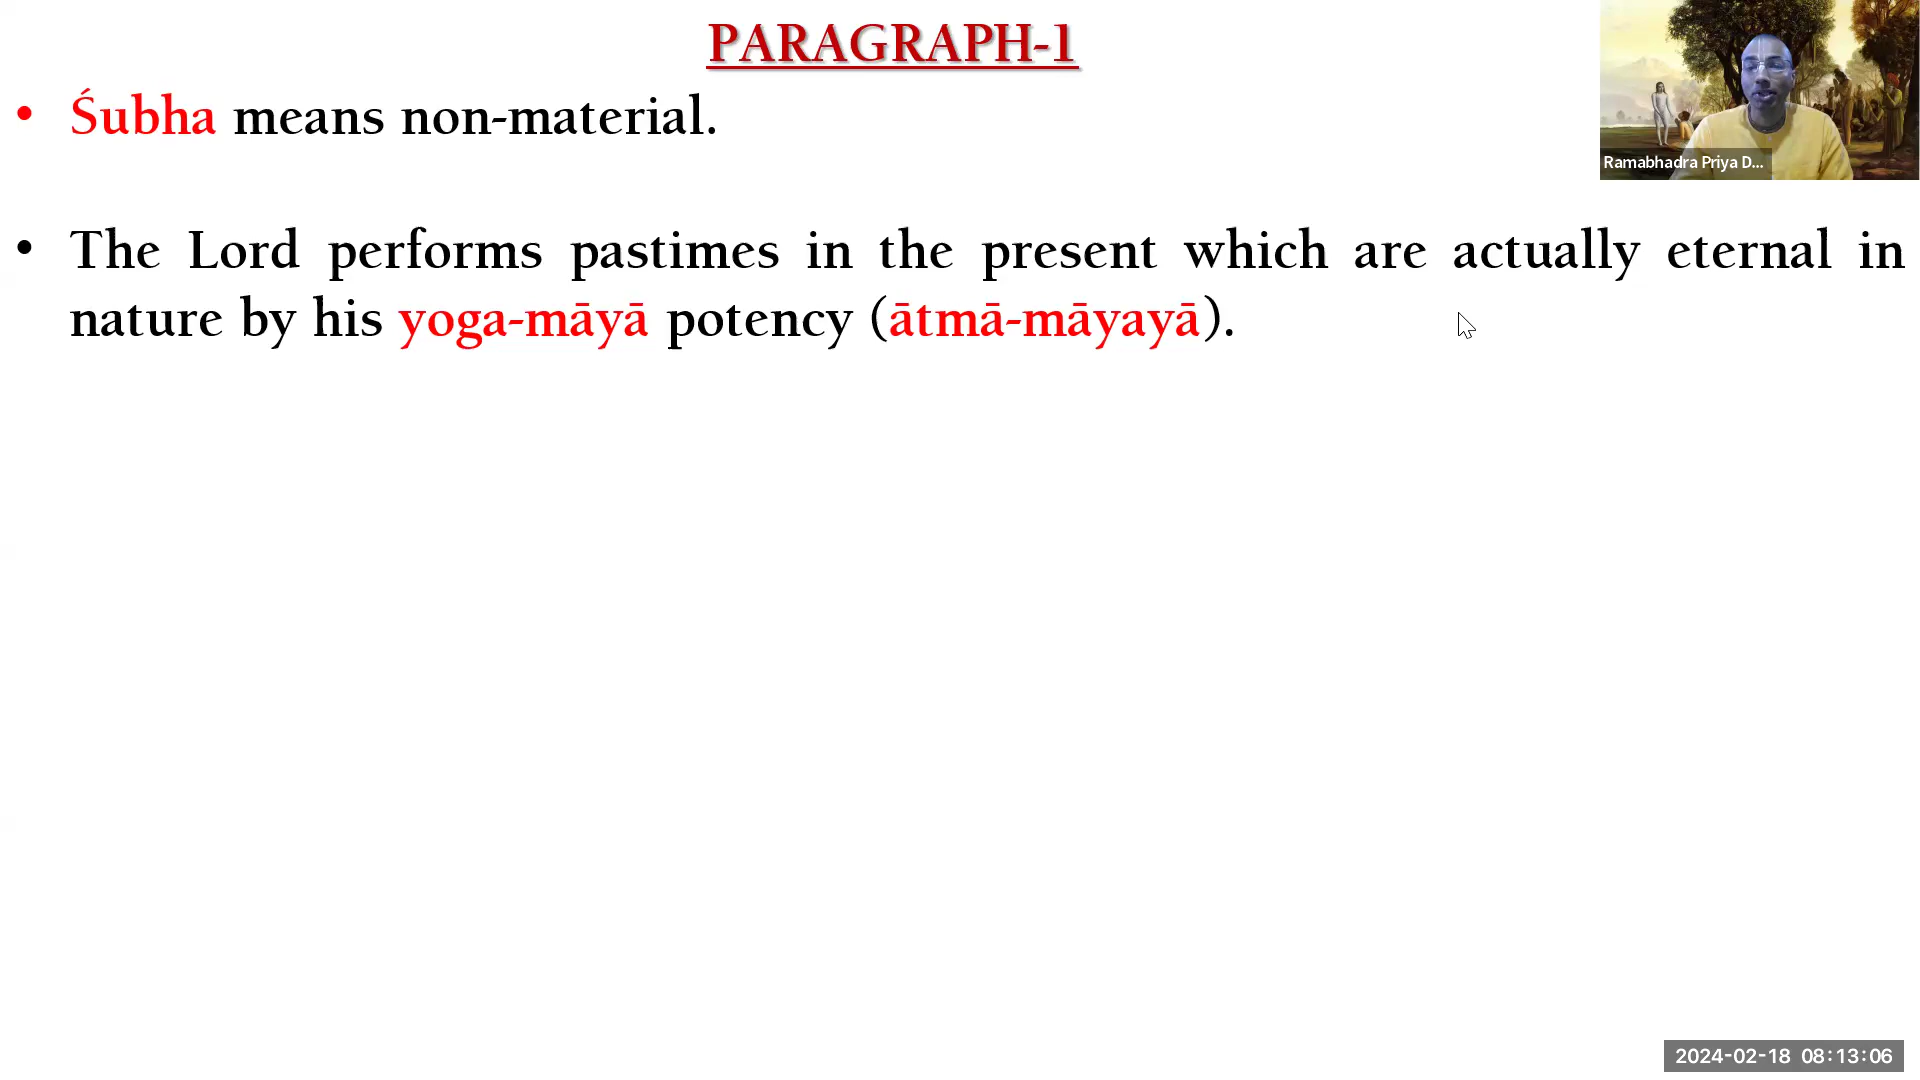 PARAGRAPH-1
• Śubha means non-material.
• The Lord performs pastimes in the present which are actually eternal in
nature by his yoga-māyā potency (ātmā-māyayā).
Ramabhadra Priya D...
2024-02-18 08:13:06